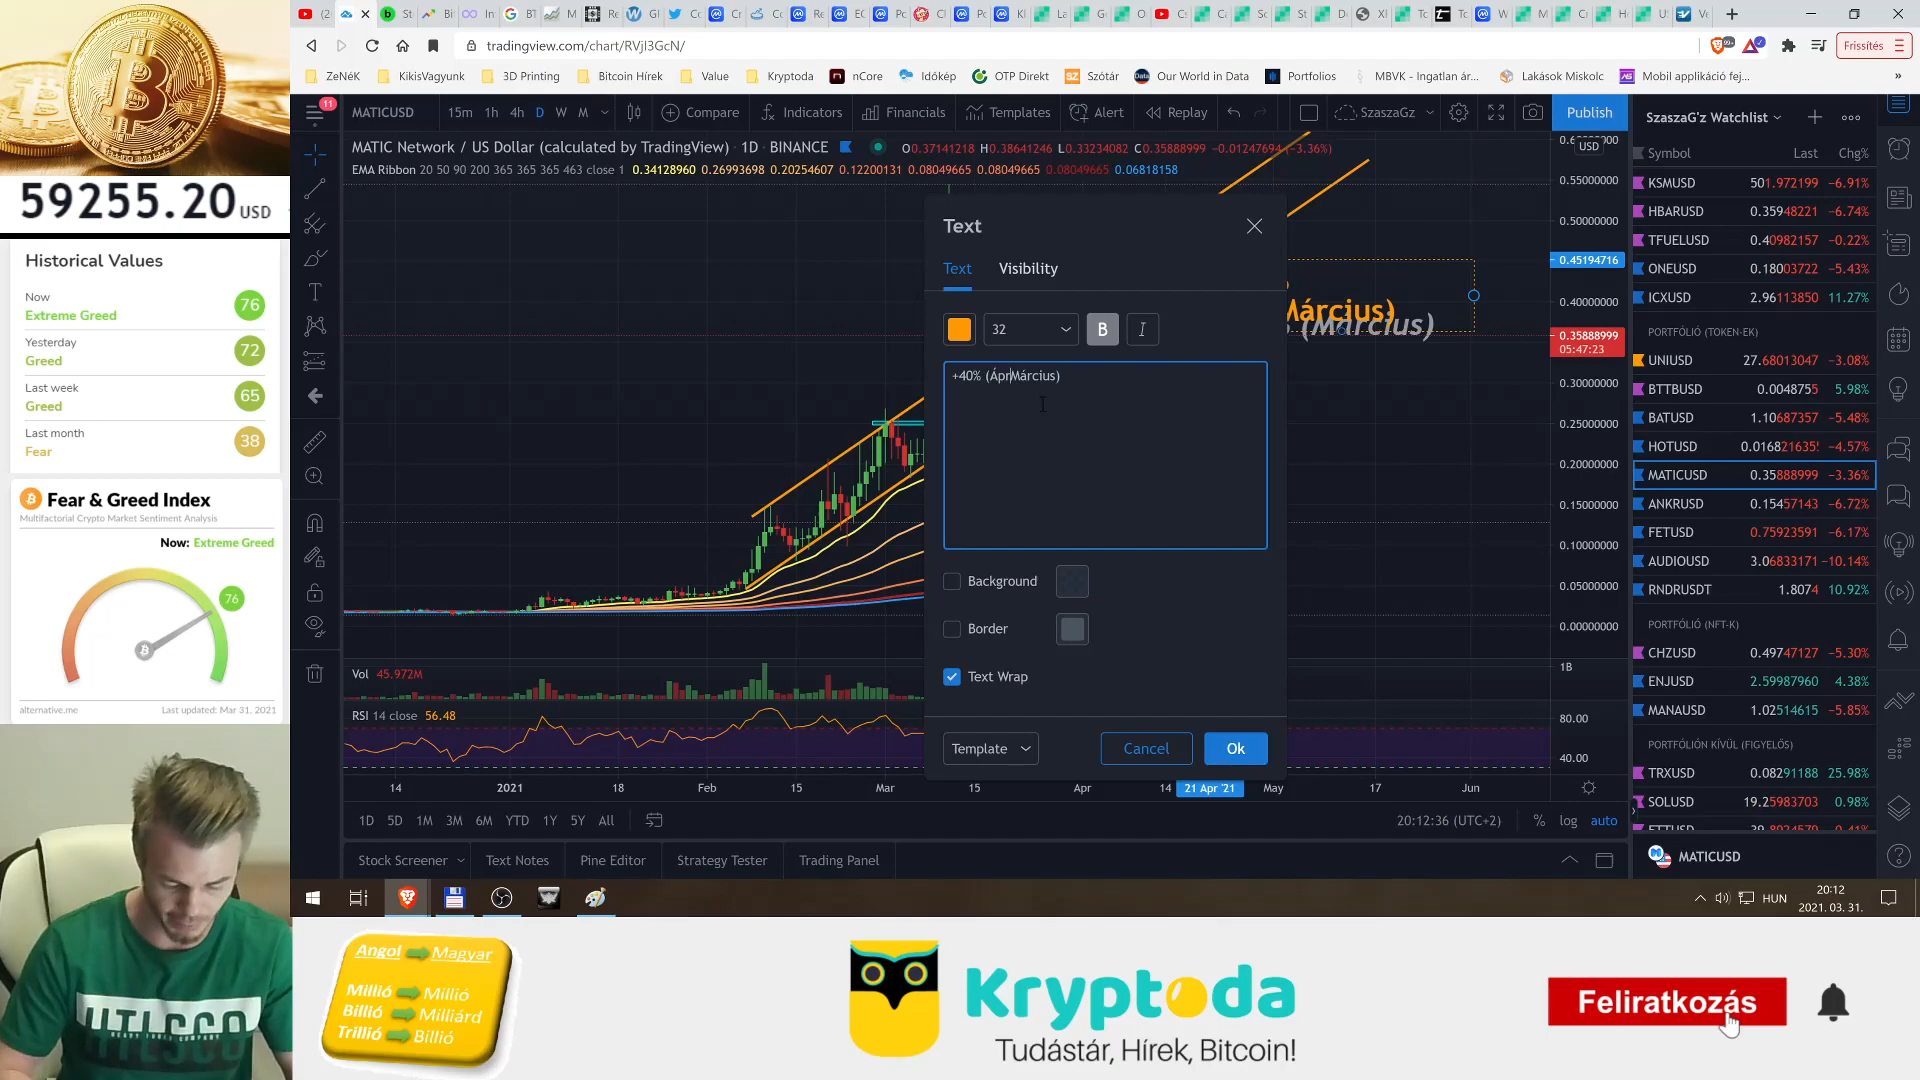 59255.20 USD
Historical Values
Now
Extreme Greed
76
Yesterday
Greed
72
Last week
Greed
65
Last month
Fear
38
Fear & Greed Index
Multifactorial Crypto Market Sentiment Analysis
Now: Extreme Greed
76
alternative.me
Last updated: Mar 31, 2021
tradingview.com/chart/RVjI3GcN/
Frissítés
ZeNéK
KikisVagyunk
3D Printing
Bitcoin Hírek
Value
Kryptoda
nCore
Időkép
OTP Direkt
Szótár
Our World in Data
Portfolios
MBVK - Ingatlan ár...
Lakások Miskolc
Mobil applikáció fej...
11
MATICUSD
15m 1h 4h D W M
Compare
Indicators
Financials
Templates
Alert
Replay
SzaszaGz
Publish
MATIC Network / US Dollar (calculated by TradingView) · 1D · BINANCE
O0.37141218 H0.38641246 L0.33234082 C0.35888999 −0.01247694 (−3.36%)
EMA Ribbon 20 50 90 200 365 365 365 463 close 1 0.34128960 0.26993698 0.20254607 0.12200131 0.08049665 0.08049665 0.08049665 0.06818158
USD
0.55000000
0.50000000
0.45194716
0.40000000
0.35888999
05:47:23
0.30000000
0.25000000
0.20000000
0.15000000
0.10000000
0.05000000
0.00000000
1B
80.00
40.00
Március)
(Március)
Text
Text
Visibility
32
B
I
+40% (ÁprMárcius)
Background
Border
Text Wrap
Template
Cancel
Ok
Vol 45.972M
RSI 14 close 56.48
14 2021 18 Feb 15 Mar 15 Apr 14 21 Apr '21 May 17 Jun
1D 5D 1M 3M 6M YTD 1Y 5Y All
20:12:36 (UTC+2)
% log auto
Stock Screener
Text Notes
Pine Editor
Strategy Tester
Trading Panel
SzaszaG'z Watchlist
Symbol Last Chg%
KSMUSD 501.972199 −6.91%
HBARUSD 0.35948221 −6.74%
TFUELUSD 0.40982157 −0.22%
ONEUSD 0.18003722 −5.43%
ICXUSD 2.96113850 11.27%
PORTFÓLIÓ (TOKEN-EK)
UNIUSD 27.68013047 −3.08%
BTTBUSD 0.0048755 5.98%
BATUSD 1.10687357 −5.48%
HOTUSD 0.016821635 −4.57%
MATICUSD 0.35888999 −3.36%
ANKRUSD 0.15457143 −6.72%
FETUSD 0.75923591 −6.17%
AUDIOUSD 3.06833171 −10.14%
RNDRUSDT 1.8074 10.92%
PORTFÓLIÓ (NFT-K)
CHZUSD 0.49747127 −5.30%
ENJUSD 2.59987960 4.38%
MANAUSD 1.02514615 −5.85%
PORTFÓLIÓN KÍVÜL (FIGYELŐS)
TRXUSD 0.08291188 25.98%
SOLUSD 19.25983703 0.98%
MATICUSD
HUN
20:12
2021. 03. 31.
UTLSCO
Angol Magyar
Millió Millió
Billió Milliárd
Trillió Billió
Kryptoda
Tudástár, Hírek, Bitcoin!
Feliratkozás